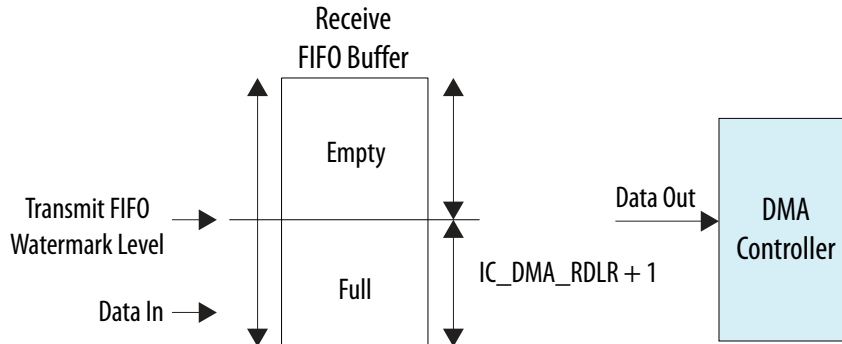 Receive
FIFO Buffer
Empty
Transmit FIFO
Watermark Level
Data Out
DMA
Controller
Full
IC_DMA_RDLR + 1
Data In